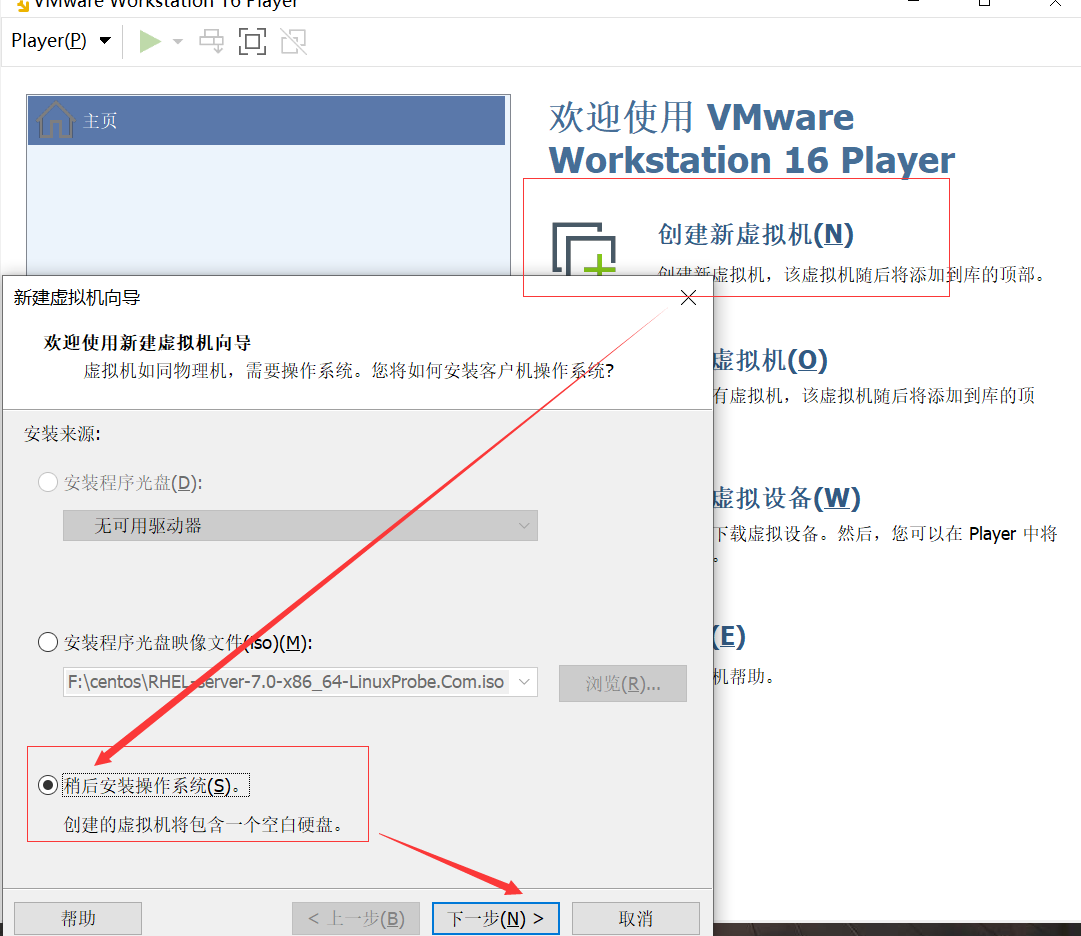 VMware Workstation 16 Player
Player(P)
主页
欢迎使用 VMware
Workstation 16 Player
创建新虚拟机(N)
创建新虚拟机，该虚拟机随后将添加到库的顶部。
虚拟机(O)
有虚拟机，该虚拟机随后将添加到库的顶
虚拟设备(W)
下载虚拟设备。然后，您可以在 Player 中将
。
(E)
机帮助。
新建虚拟机向导
欢迎使用新建虚拟机向导
虚拟机如同物理机，需要操作系统。您将如何安装客户机操作系统?
安装来源:
安装程序光盘(D):
无可用驱动器
安装程序光盘映像文件(iso)(M):
F:\centos\RHEL-server-7.0-x86_64-LinuxProbe.Com.iso
浏览(R)...
稍后安装操作系统(S)。
创建的虚拟机将包含一个空白硬盘。
帮助
< 上一步(B)
下一步(N) >
取消